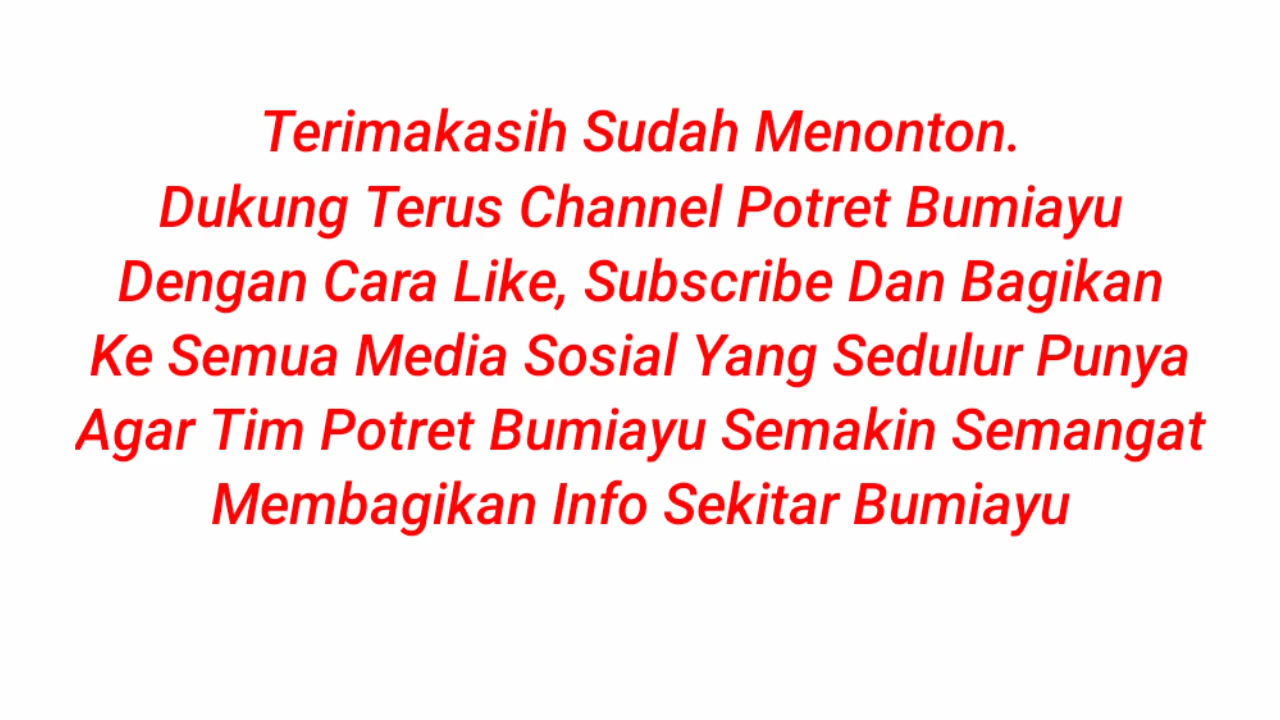 Terimakasih Sudah Menonton.
Dukung Terus Channel Potret Bumiayu
Dengan Cara Like, Subscribe Dan Bagikan
Ke Semua Media Sosial Yang Sedulur Punya
Agar Tim Potret Bumiayu Semakin Semangat
Membagikan Info Sekitar Bumiayu